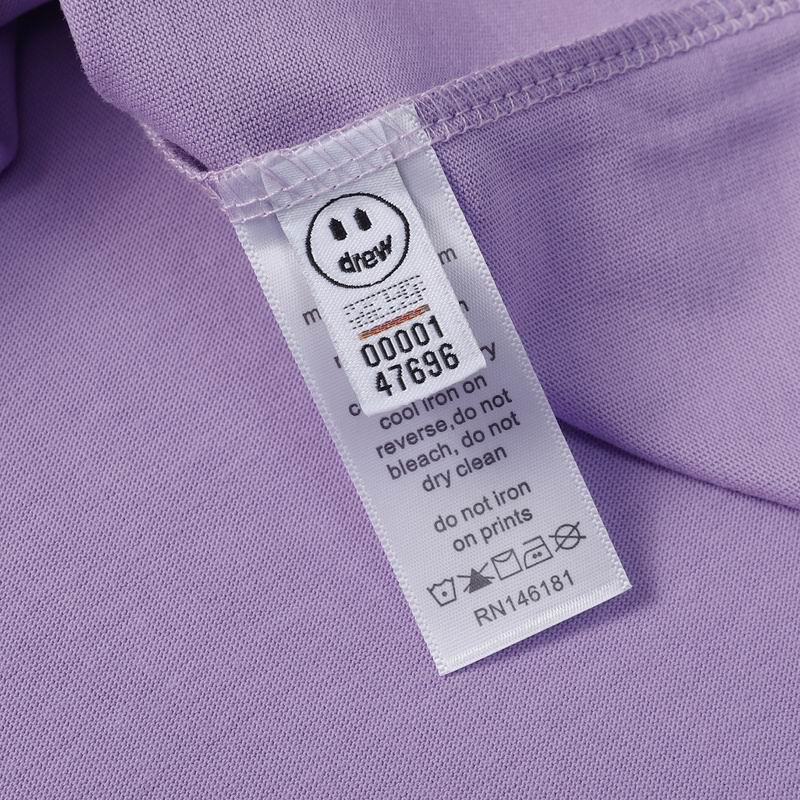 drew
00001
47696
cool iron on
reverse,do not
bleach, do not
dry clean
do not iron
on prints
RN146181